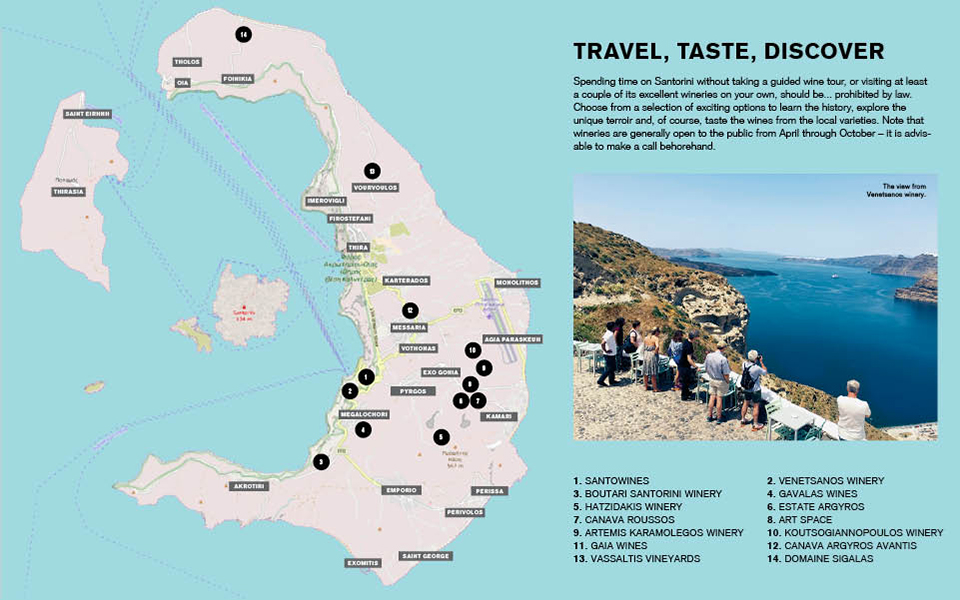 TRAVEL, TASTE, DISCOVER
Spending time on Santorini without taking a guided wine tour, or visiting at least
a couple of its excellent wineries on your own, should be... prohibited by law.
Choose from a selection of exciting options to learn the history, explore the
unique terroir and, of course, taste the wines from the local varieties. Note that
wineries are generally open to the public from April through October – it is advis-
able to make a call behorehand.
The view from
Venetsanos winery.
14
THOLOS
OIA
FOINIKIA
SAINT EIRHNH
Ποταμός
THIRASIA
13
VOURVOULOS
IMEROVIGLI
FIROSTEFANI
THIRA
KARTERADOS
MONOLITHOS
12
MESSARIA
AGIA PARASKEUH
VOTHONAS
10
EXO GONIA
1
2
PYRGOS
7
MEGALOCHORI
KAMARI
4
5
3
AKROTIRI
EMPORIO
PERISSA
PERIVOLOS
SAINT GEORGE
EXOMITIS
1. SANTOWINES
2. VENETSANOS WINERY
3. BOUTARI SANTORINI WINERY
4. GAVALAS WINES
5. HATZIDAKIS WINERY
6. ESTATE ARGYROS
7. CANAVA ROUSSOS
8. ART SPACE
9. ARTEMIS KARAMOLEGOS WINERY
10. KOUTSOGIANNOPOULOS WINERY
11. GAIA WINES
12. CANAVA ARGYROS AVANTIS
13. VASSALTIS VINEYARDS
14. DOMAINE SIGALAS